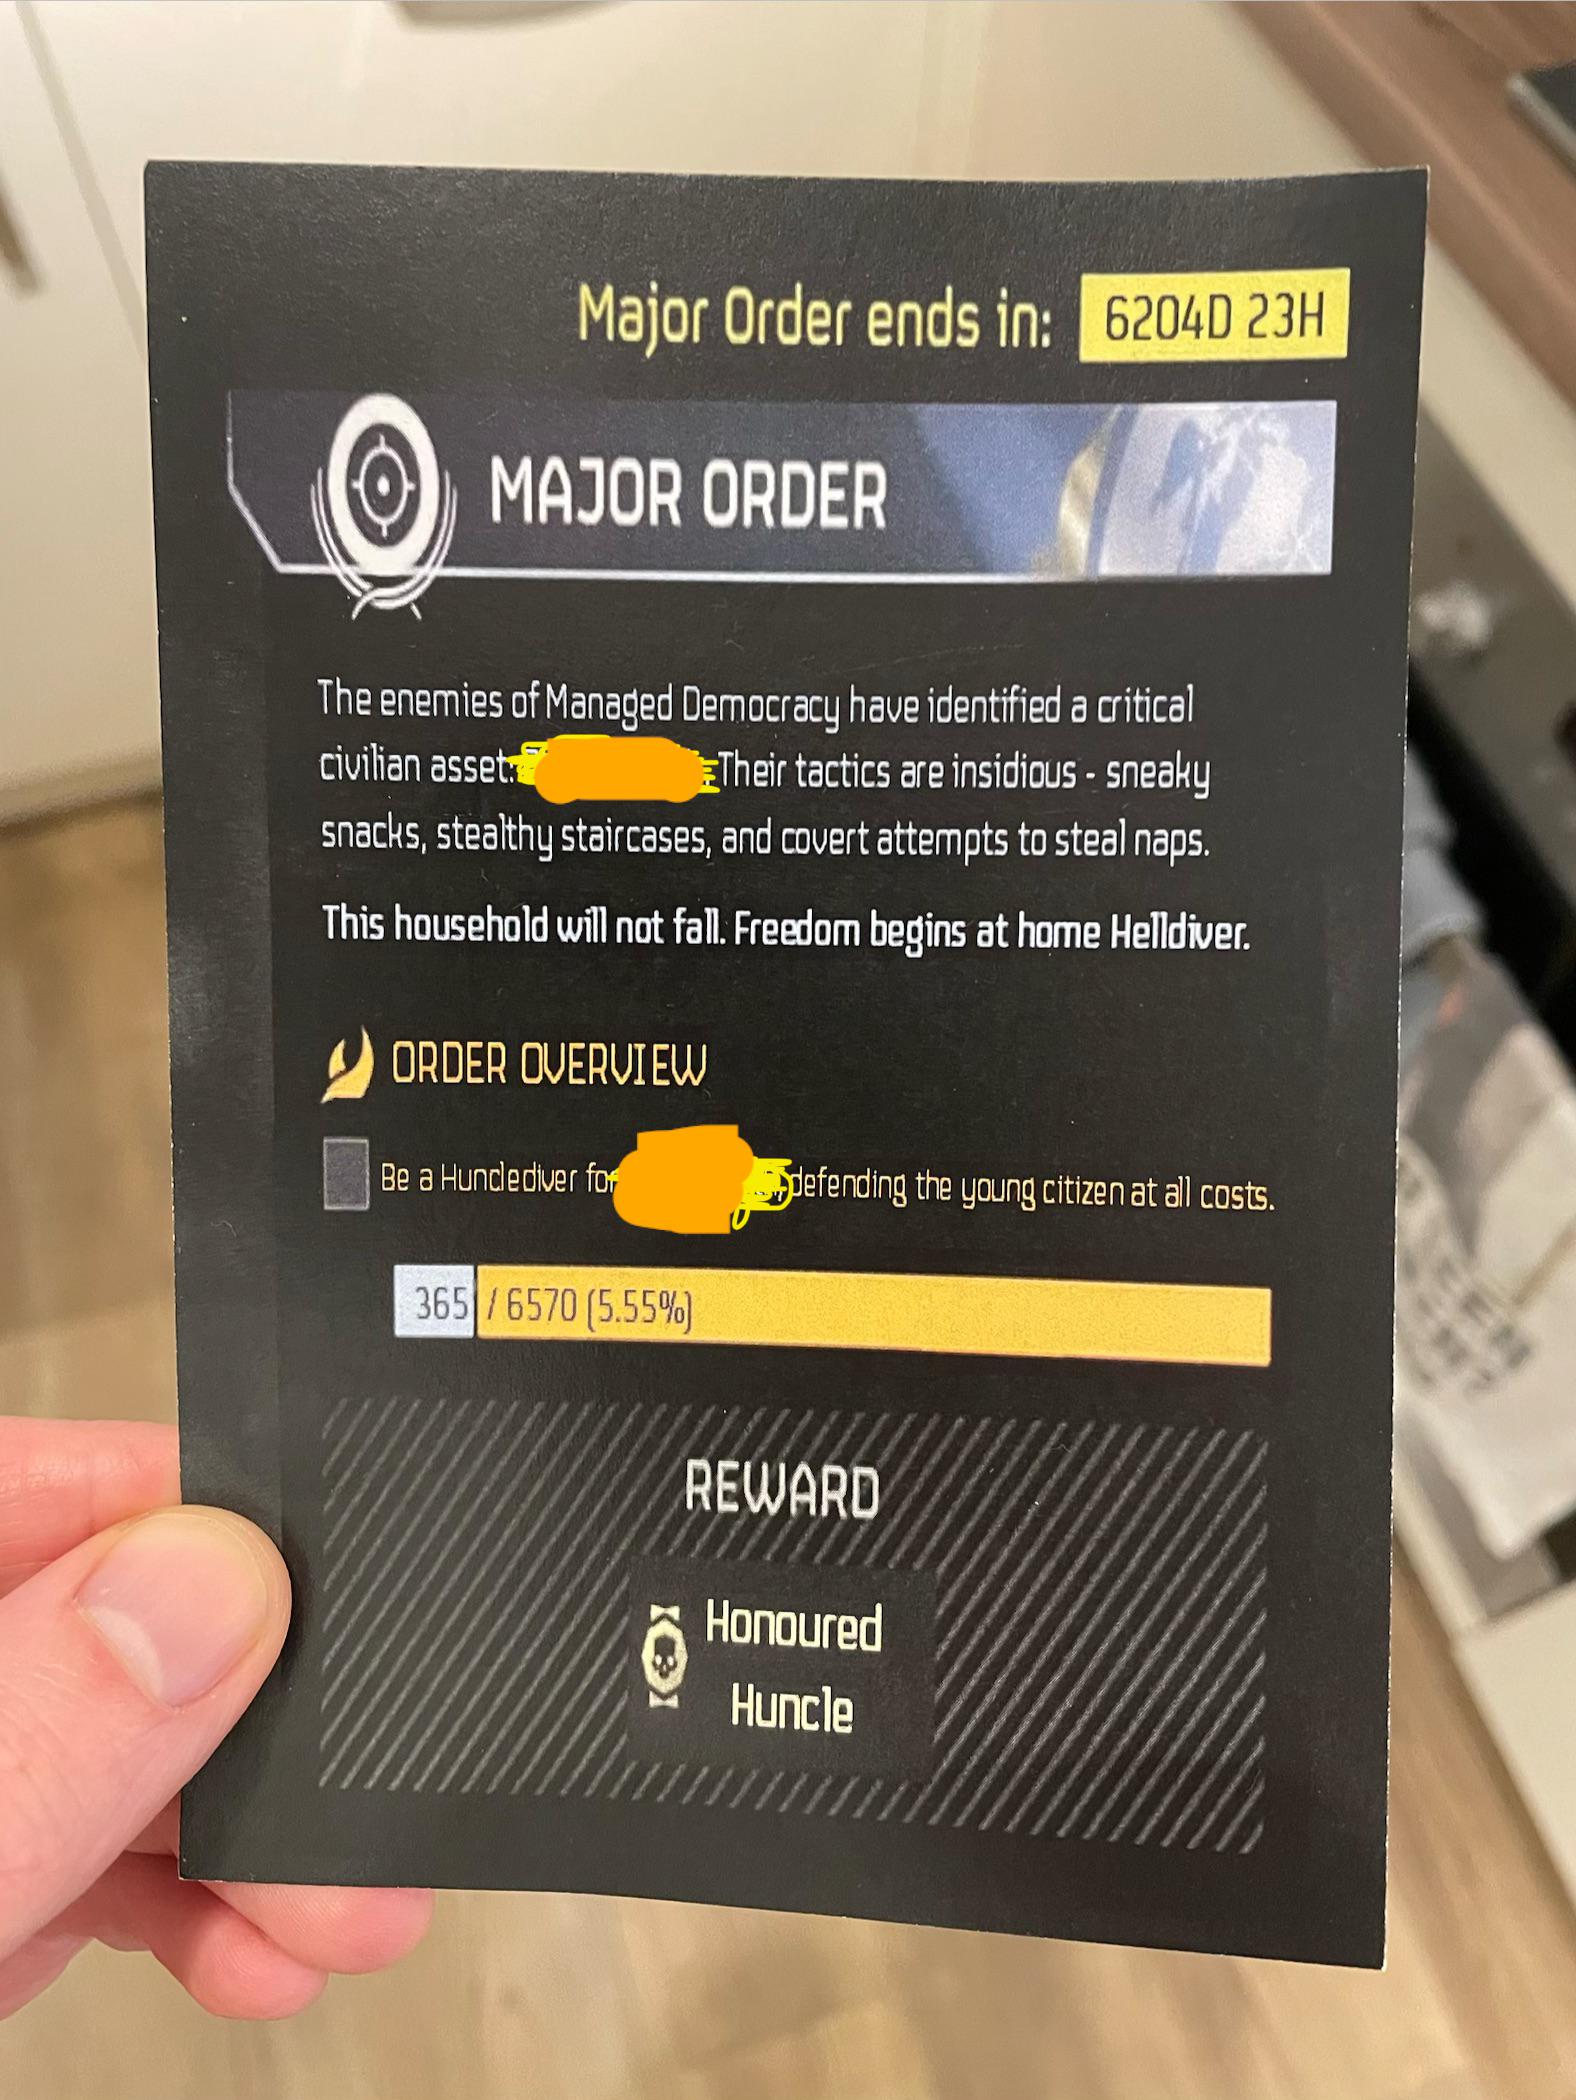 Major Order ends in: 6204D 23H
MAJOR ORDER
The enemies of Managed Democracy have identified a critical
civilian asset: Their tactics are insidious - sneaky
snacks, stealthy staircases, and covert attempts to steal naps.
This household will not fall. Freedom begins at home Helldiver.
ORDER OVERVIEW
Be a Hunclediver for defending the young citizen at all costs.
365 / 6570 (5.55%)
REWARD
Honoured
Huncle